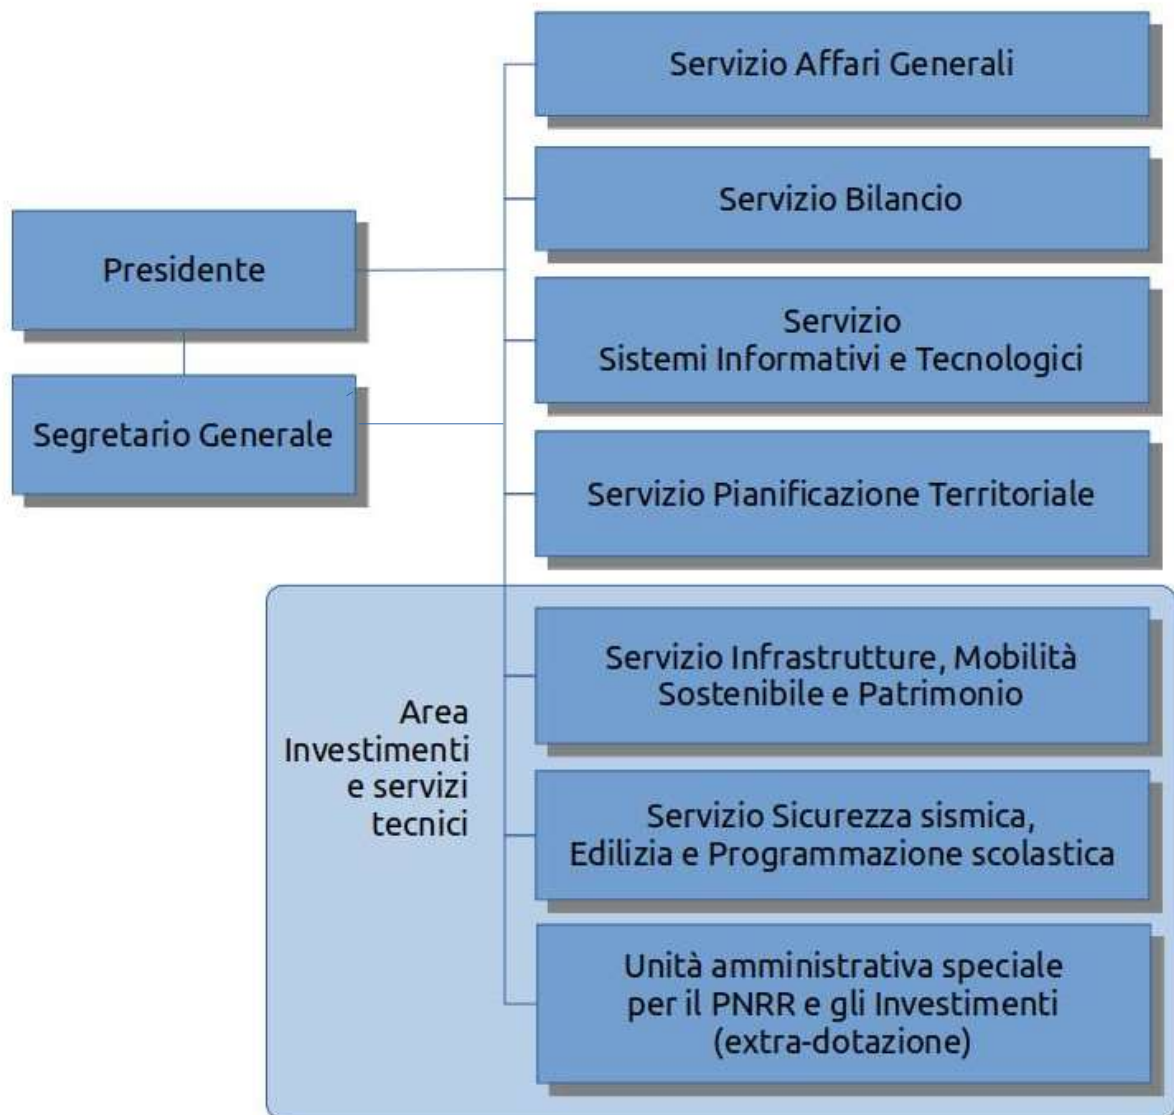 Presidente
Segretario Generale
Servizio Affari Generali
Servizio Bilancio
Servizio
Sistemi Informativi e Tecnologici
Servizio Pianificazione Territoriale
Area
Investimenti
e servizi
tecnici
Servizio Infrastrutture, Mobilità
Sostenibile e Patrimonio
Servizio Sicurezza sismica,
Edilizia e Programmazione scolastica
Unità amministrativa speciale
per il PNRR e gli Investimenti
(extra-dotazione)